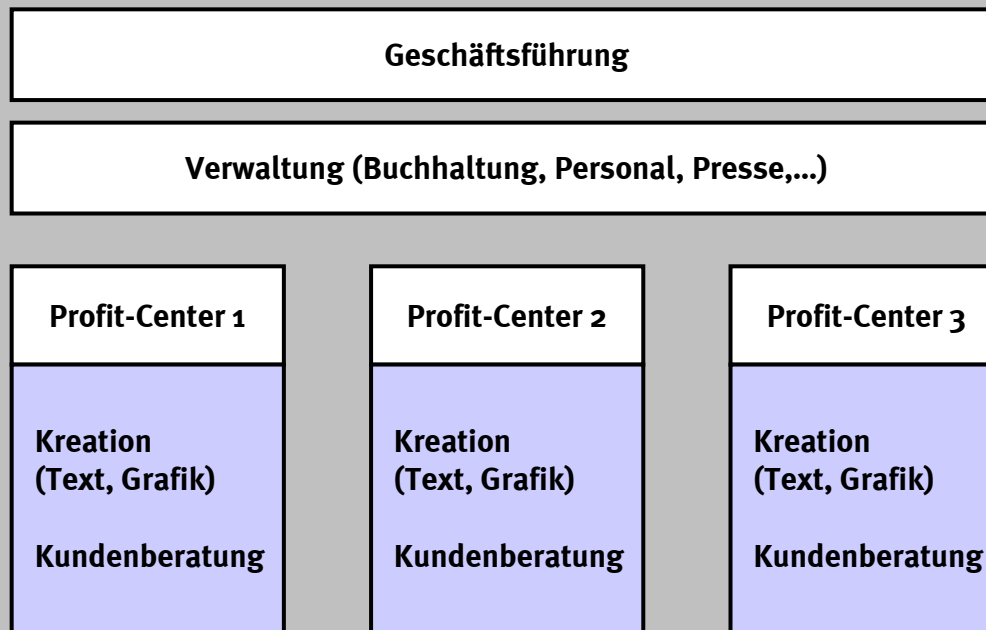 Geschäftsführung
Verwaltung (Buchhaltung, Personal, Presse,...)
Profit-Center 1
Kreation
(Text, Grafik)
Kundenberatung
Profit-Center 2
Kreation
(Text, Grafik)
Kundenberatung
Profit-Center 3
Kreation
(Text, Grafik)
Kundenberatung